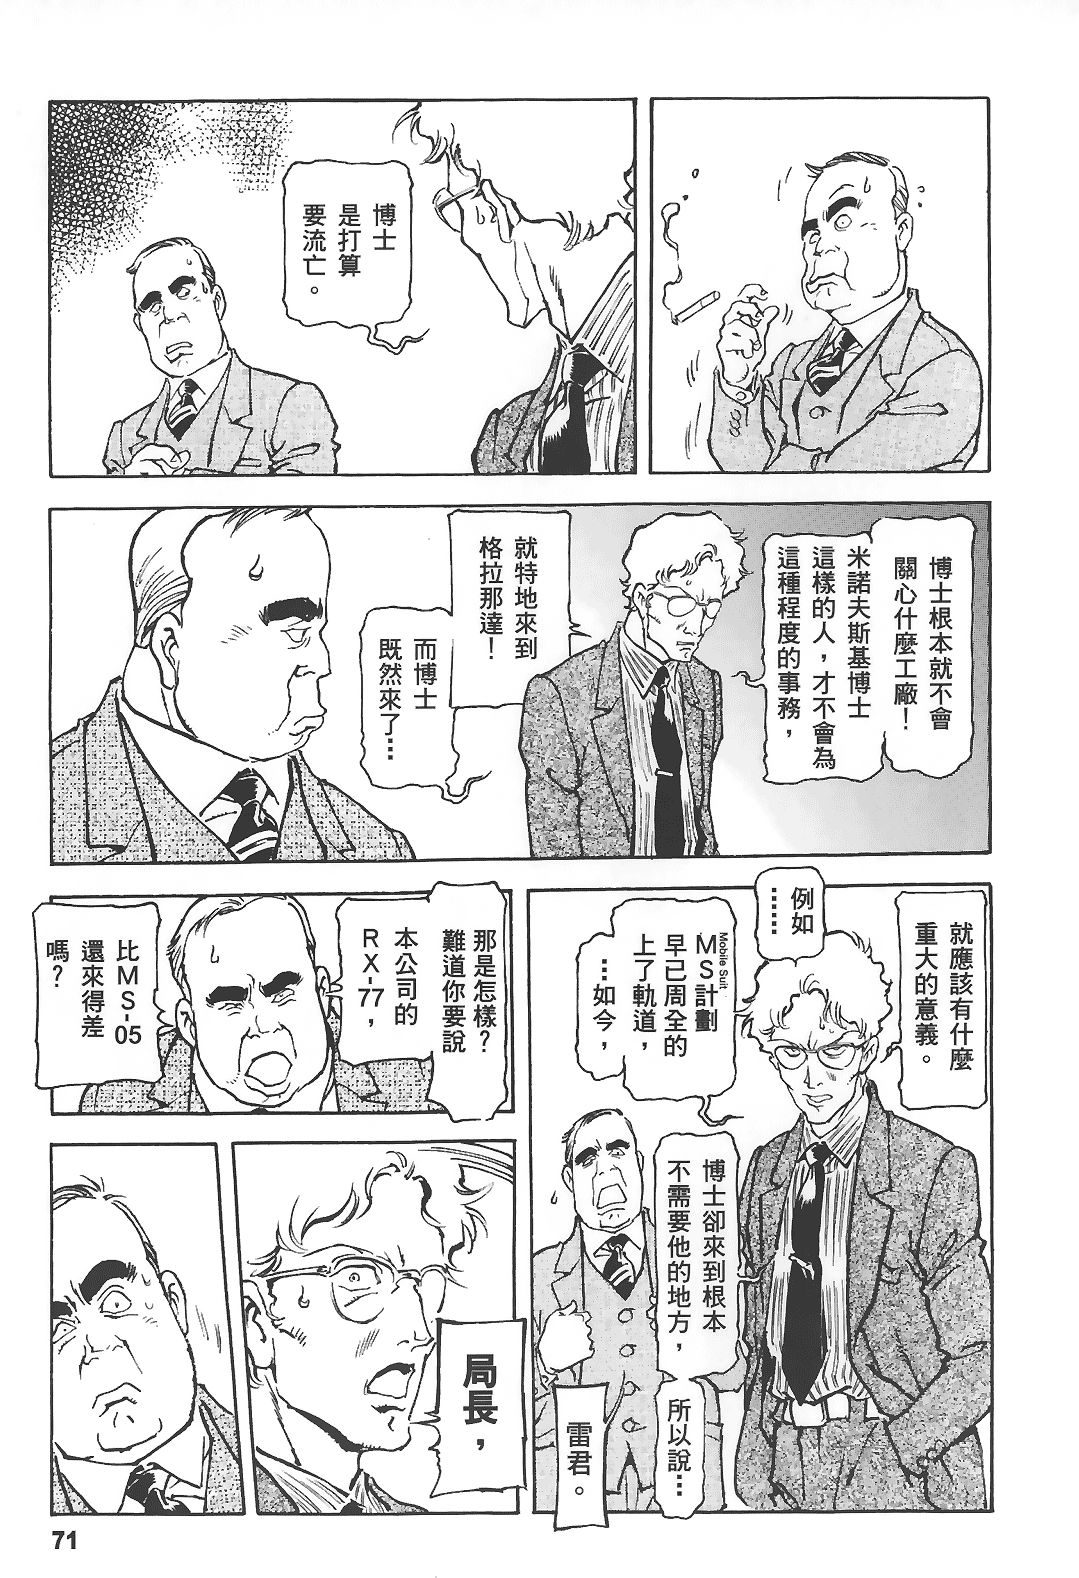 博士
是打算
要流亡。
博士根本就不會
關心什麼工廠！
米諾夫斯基博士
這樣的人，才不會為
這種程度的事務，
就特地來到
格拉那達！
而博士
既然來了…
就應該有什麼
重大的意義。
例如
……
Mobile Suit
MS計劃
早已周全的
上了軌道，
…如今，
博士卻來到根本
不需要他的地方，
所以說…
雷君。
那是怎樣？
難道你要說
本公司的
RX-77，
比MS-05
還來得差
嗎？
局長，
71